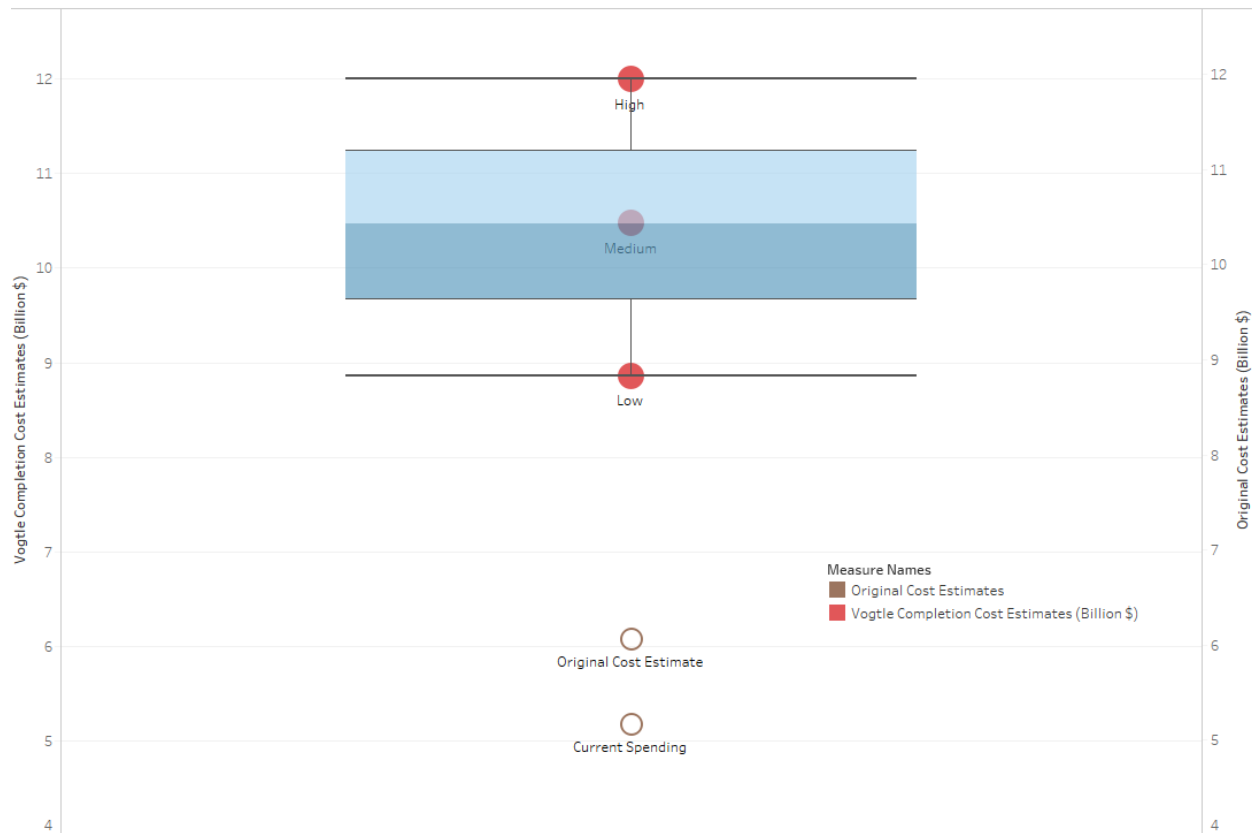 12
11
10
9
8
7
6
5
4
Vogtle Completion Cost Estimates (Billion $)
High
Medium
Low
Original Cost Estimate
Current Spending
Measure Names
Original Cost Estimates
Vogtle Completion Cost Estimates (Billion $)
12
11
10
9
8
7
6
5
4
Original Cost Estimates (Billion $)